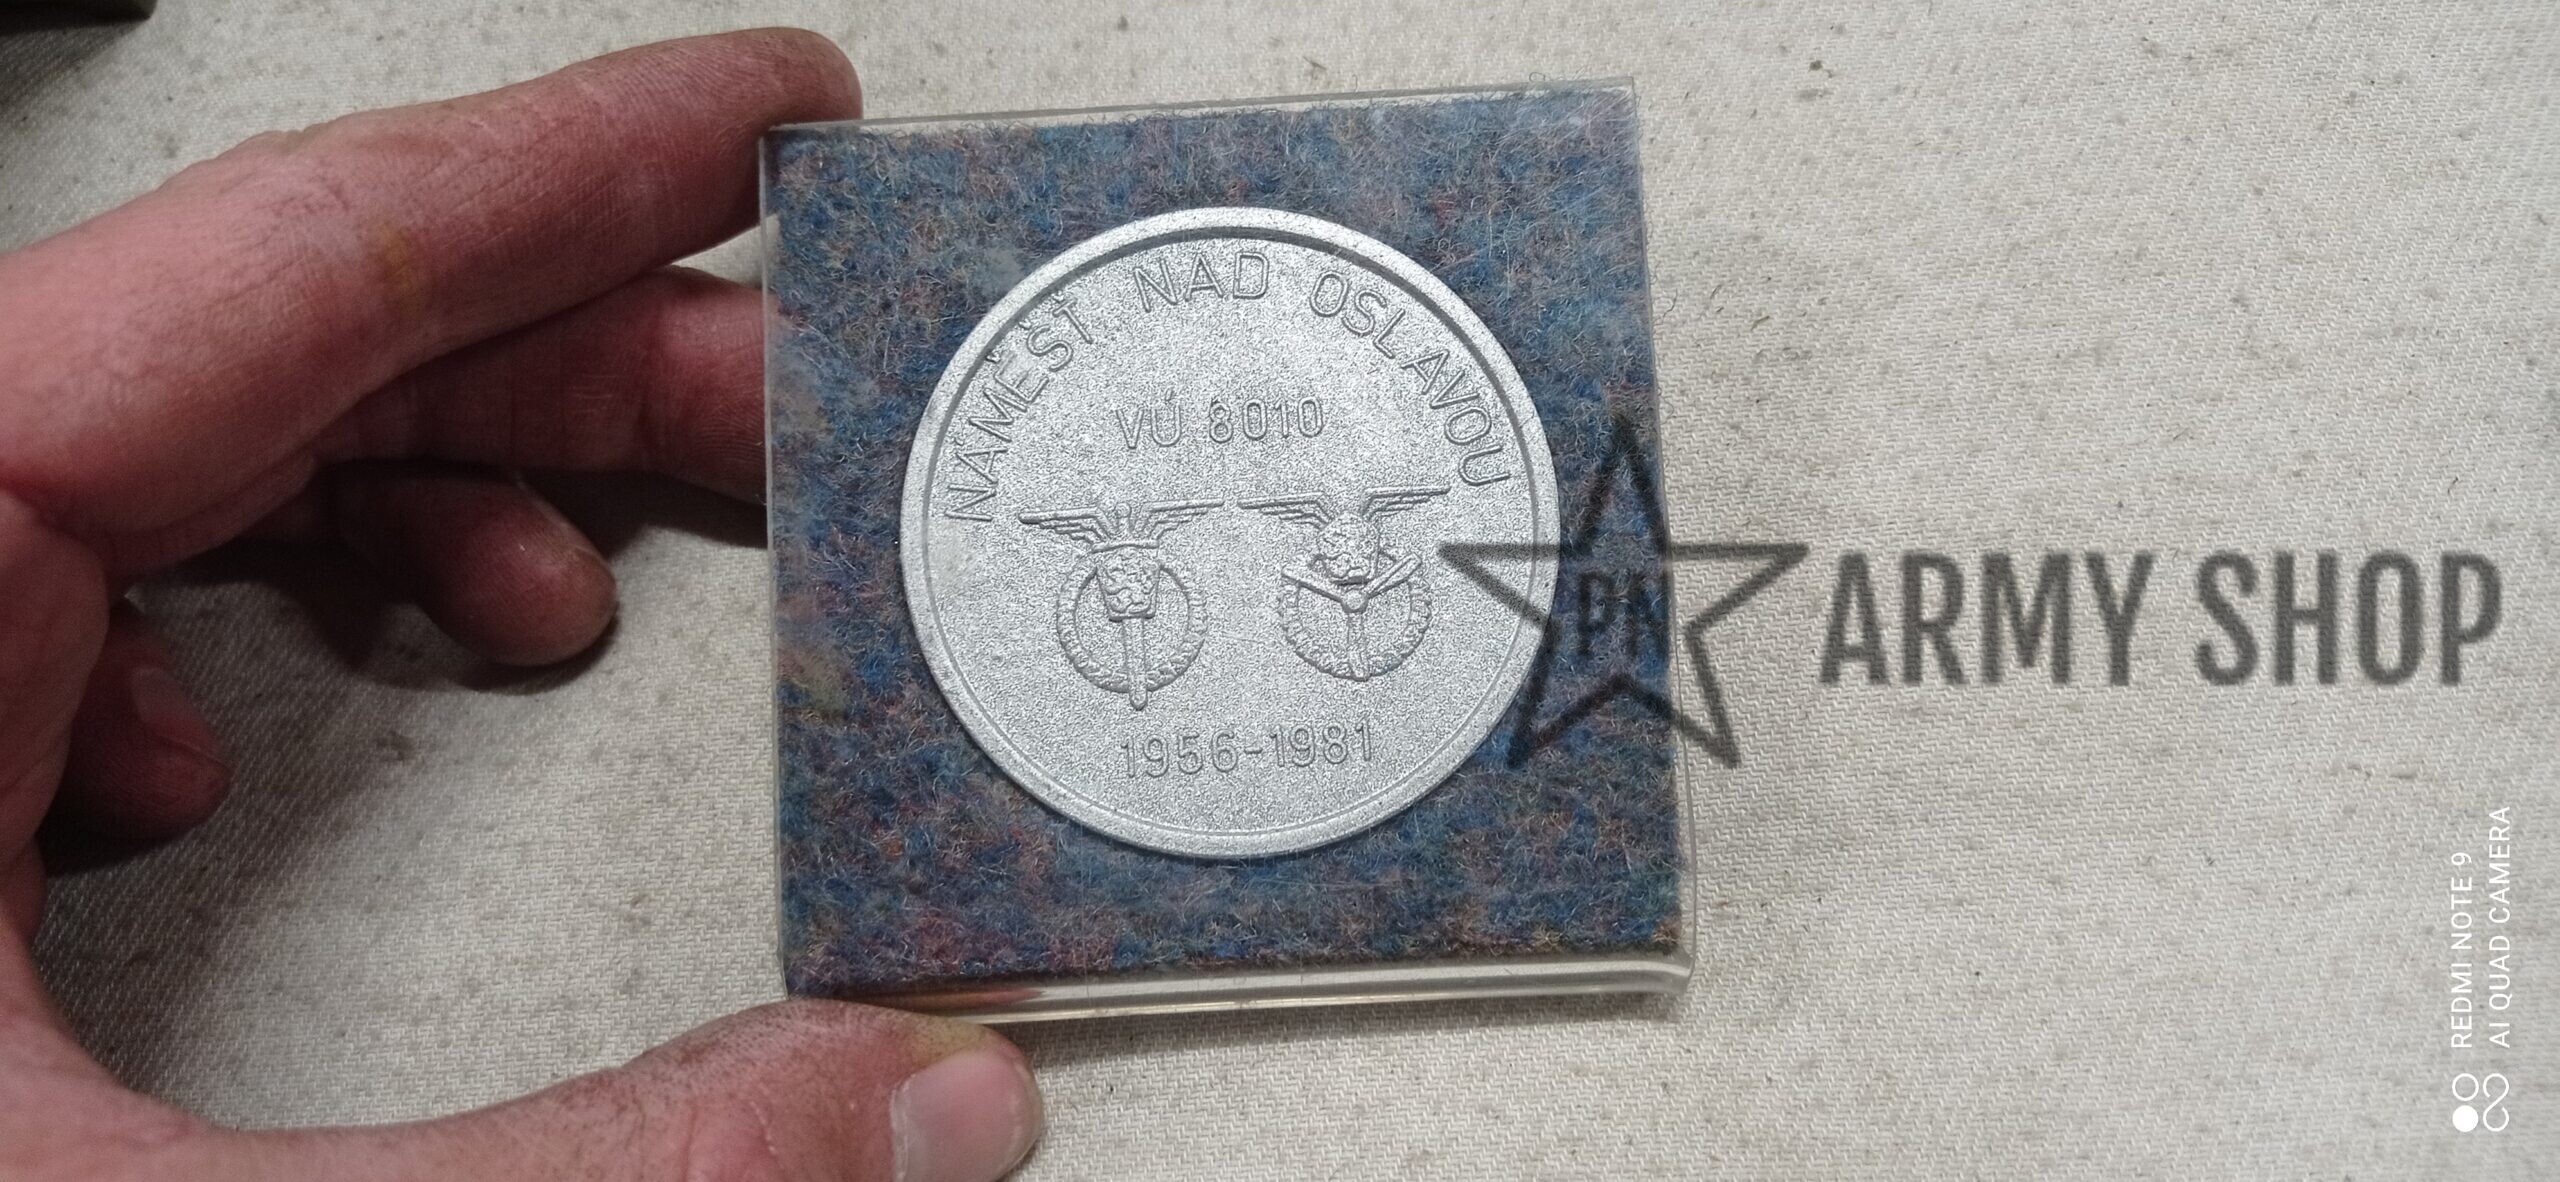 NÁMĚŠŤ NAD OSLAVOU
VÚ 8010
1956-1981
PN
ARMY SHOP
REDMI NOTE 9
AI QUAD CAMERA